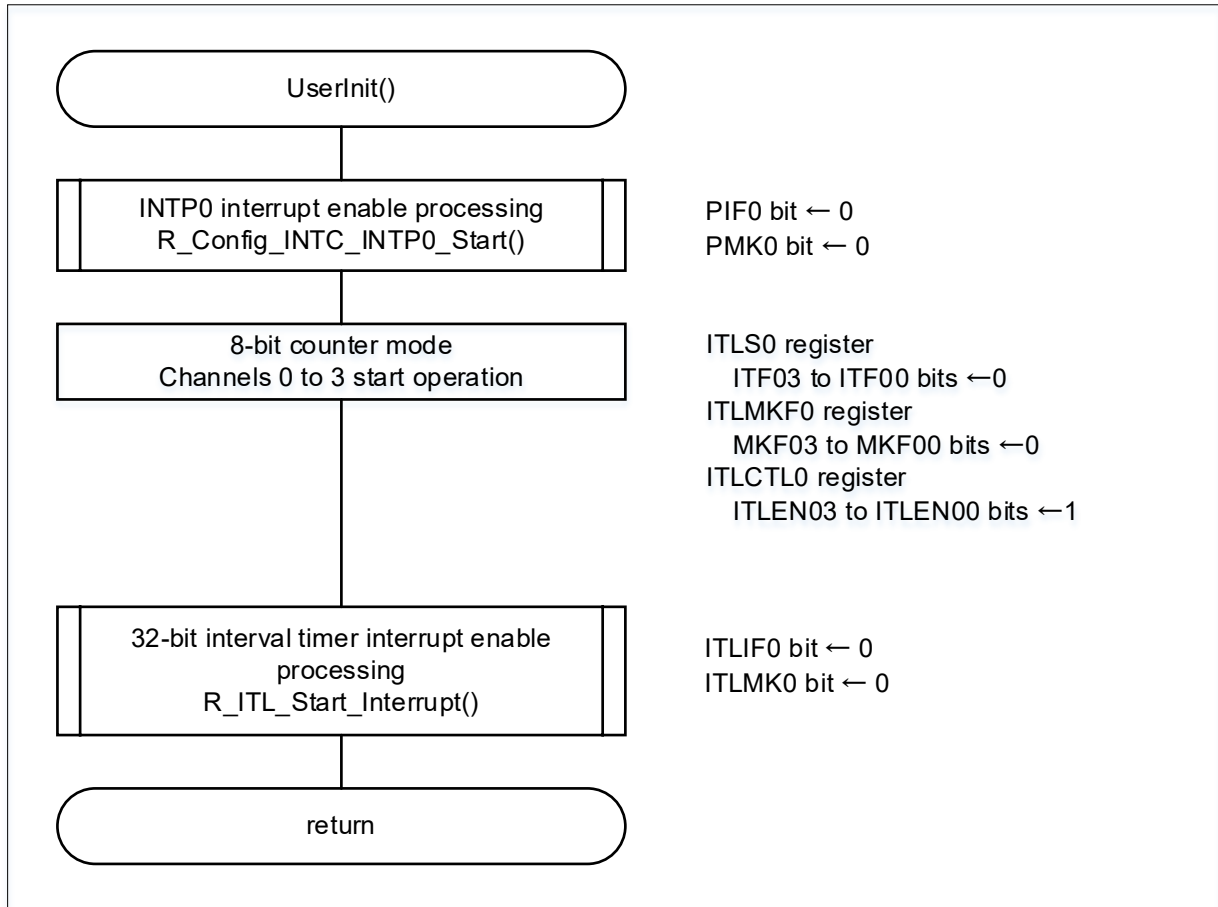 UserInit()
INTP0 interrupt enable processing
R_Config_INTC_INTP0_Start()
PIF0 bit ← 0
PMK0 bit ← 0
8-bit counter mode
Channels 0 to 3 start operation
ITLS0 register
ITF03 to ITF00 bits ←0
ITLMKF0 register
MKF03 to MKF00 bits ←0
ITLCTL0 register
ITLEN03 to ITLEN00 bits ←1
32-bit interval timer interrupt enable
processing
R_ITL_Start_Interrupt()
ITLIF0 bit ← 0
ITLMK0 bit ← 0
return